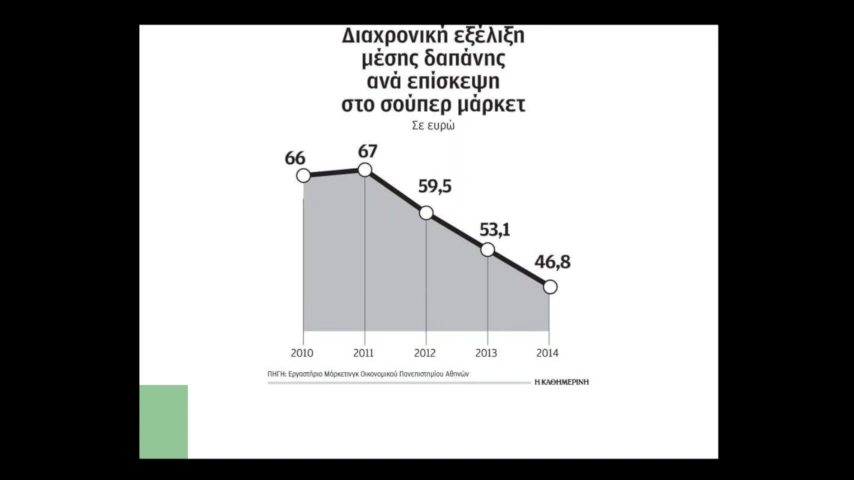 Διαχρονική εξέλιξη
μέσης δαπάνης
ανά επίσκεψη
στο σούπερ μάρκετ
Σε ευρώ
66
67
59,5
53,1
46,8
2010 2011 2012 2013 2014
ΠΗΓΗ: Εργαστήριο Μάρκετινγκ Οικονομικού Πανεπιστημίου Αθηνών
Η ΚΑΘΗΜΕΡΙΝΗ